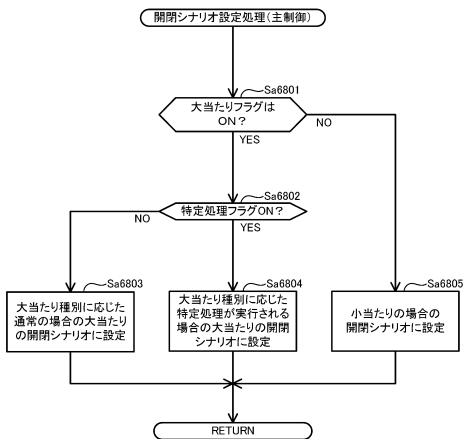 開閉シナリオ設定処理(主制御)
Sa6801
大当たりフラグは
ON?
NO
YES
Sa6802
特定処理フラグON?
NO
YES
Sa6803
大当たり種別に応じた
通常の場合の大当たり
の開閉シナリオに設定
Sa6804
大当たり種別に応じた
特定処理が実行される
場合の大当たりの開閉
シナリオに設定
Sa6805
小当たりの場合の
開閉シナリオに設定
RETURN